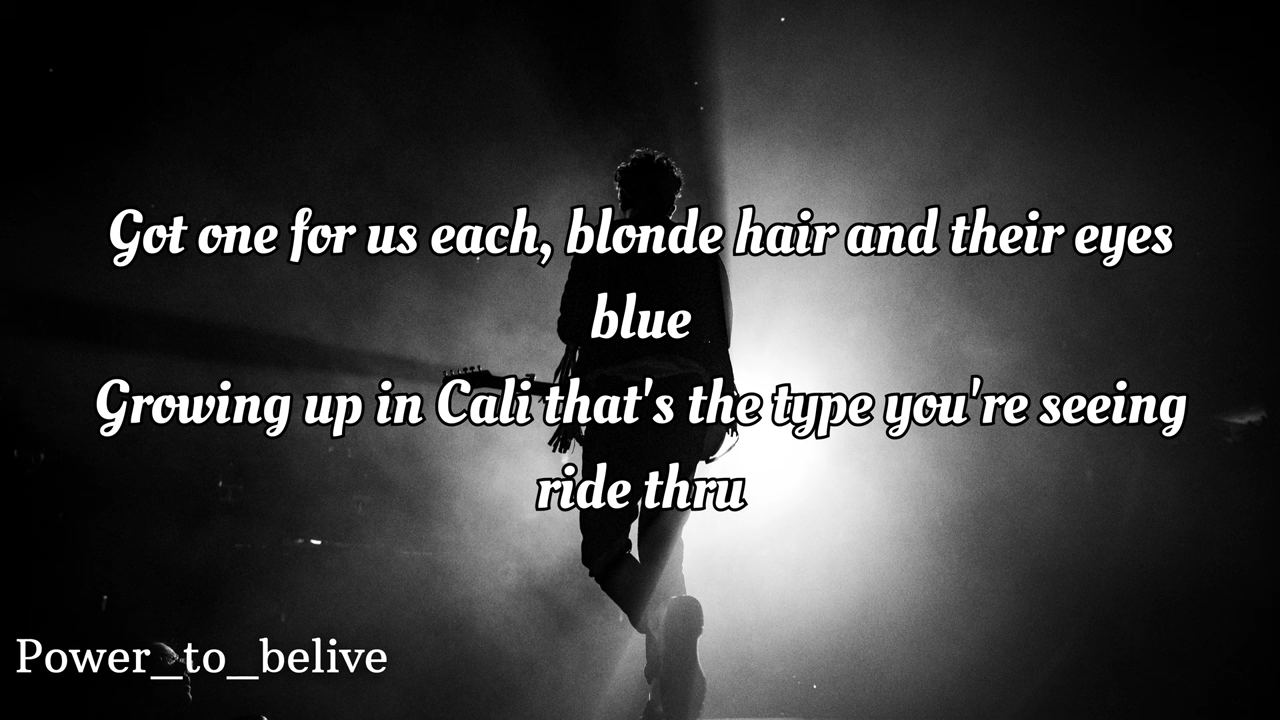 Got one for us each, blonde hair and their eyes
blue
Growing up in Cali that's the type you're seeing
ride thru
Power_to_belive